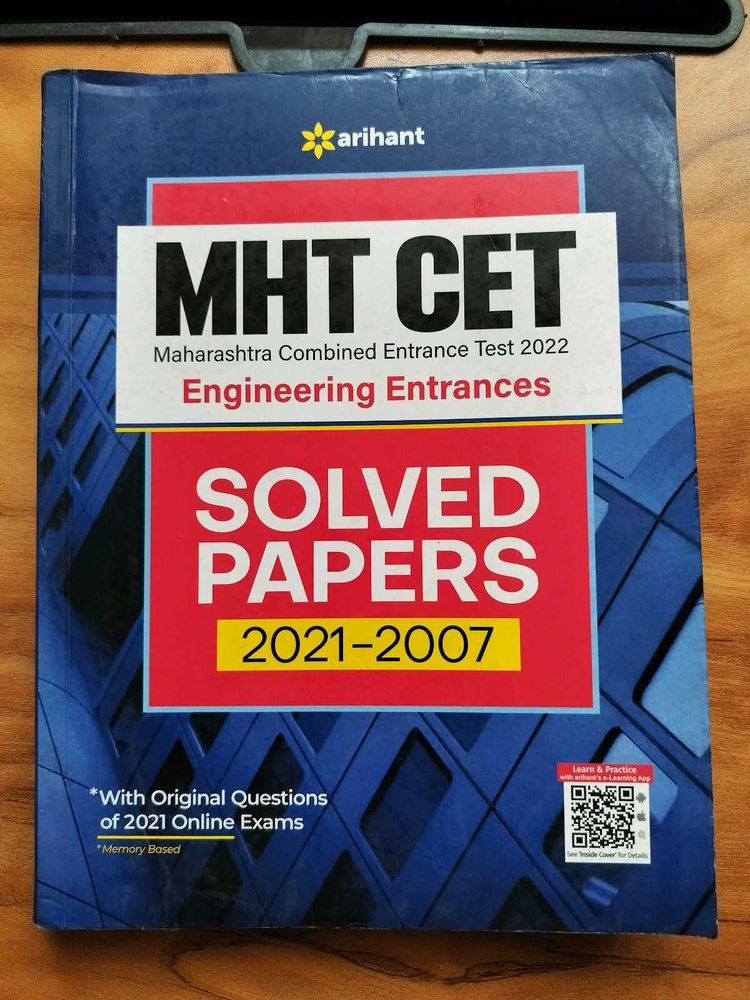 arihant
MHT CET
Maharashtra Combined Entrance Test 2022
Engineering Entrances
SOLVED
PAPERS
2021–2007
*With Original Questions
of 2021 Online Exams
*Memory Based
Learn & Practice
with arihant's e-Learning App
See 'Inside Cover' for Details